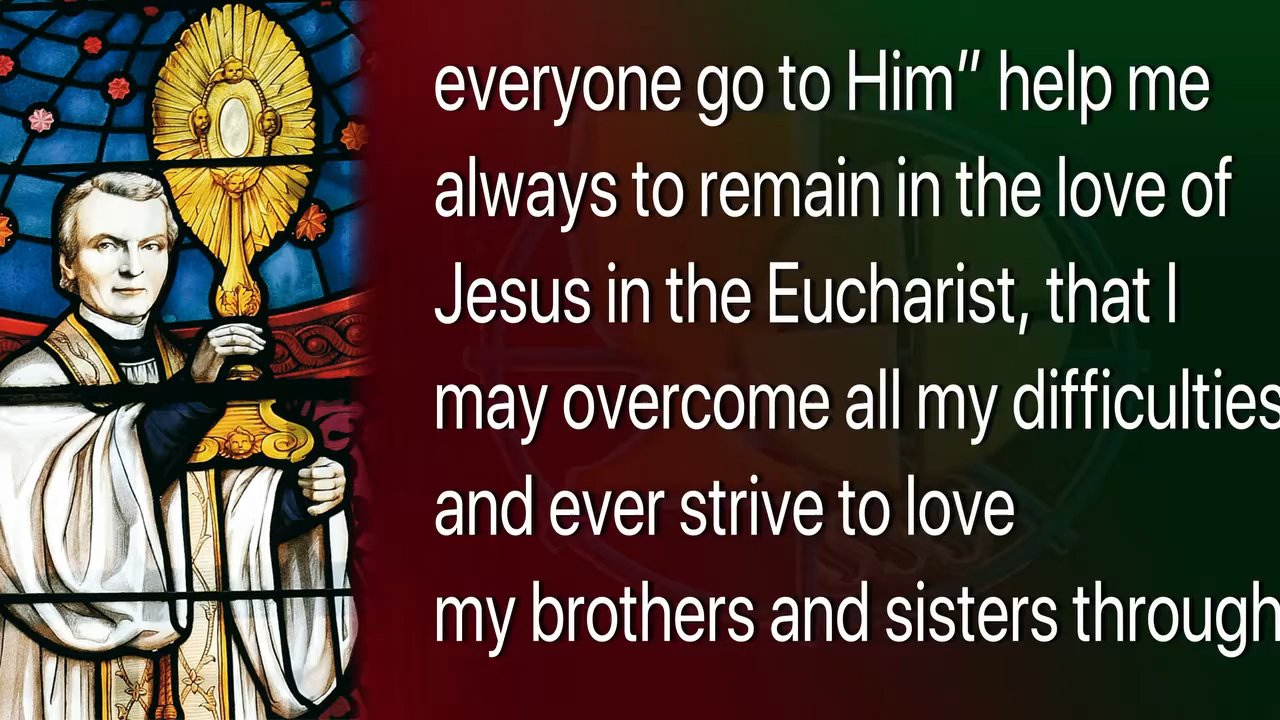 everyone go to Him” help me
always to remain in the love of
Jesus in the Eucharist, that I
may overcome all my difficulties
and ever strive to love
my brothers and sisters through